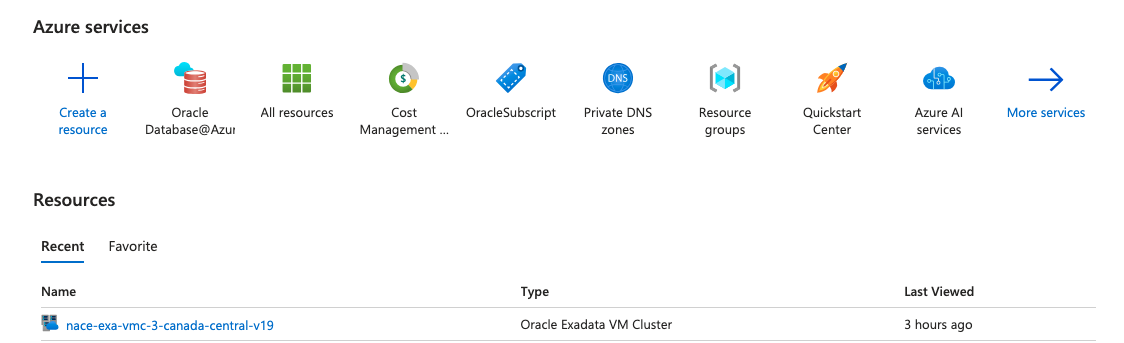 Azure services
Create a resource
Oracle Database@Azur
All resources
Cost Management ...
OracleSubscript
DNS
Private DNS zones
Resource groups
Quickstart Center
Azure AI services
More services
Resources
Recent Favorite
Name Type Last Viewed
nace-exa-vmc-3-canada-central-v19 Oracle Exadata VM Cluster 3 hours ago